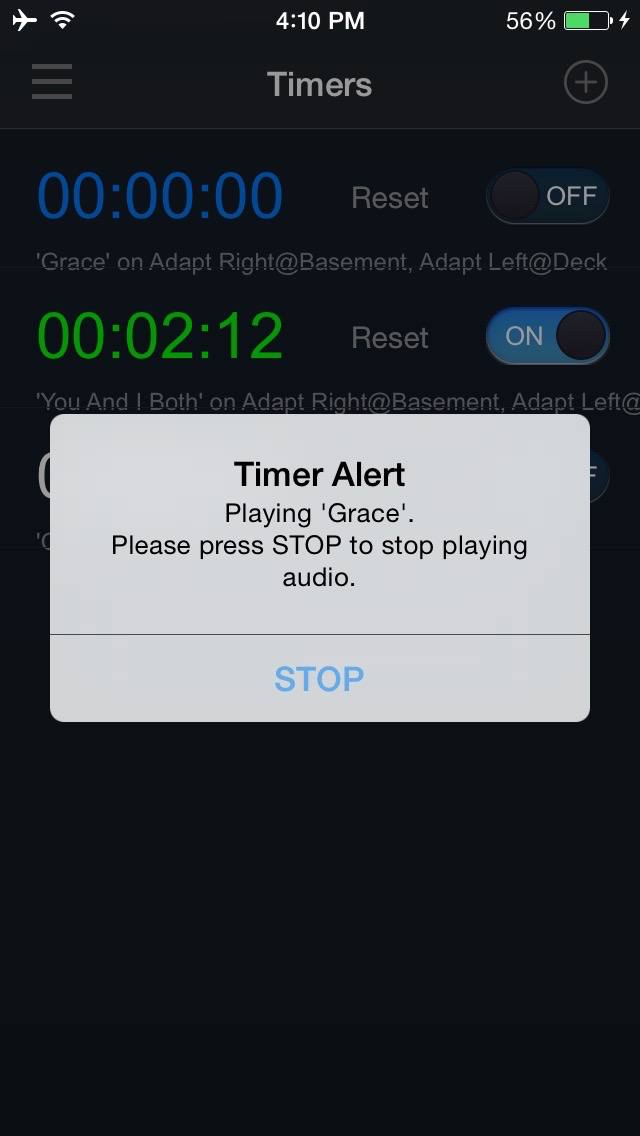 4:10 PM 56%
Timers
00:00:00 Reset OFF
'Grace' on Adapt Right@Basement, Adapt Left@Deck
00:02:12 Reset ON
'You And I Both' on Adapt Right@Basement, Adapt Left@
Timer Alert
Playing 'Grace'.
Please press STOP to stop playing
audio.
STOP